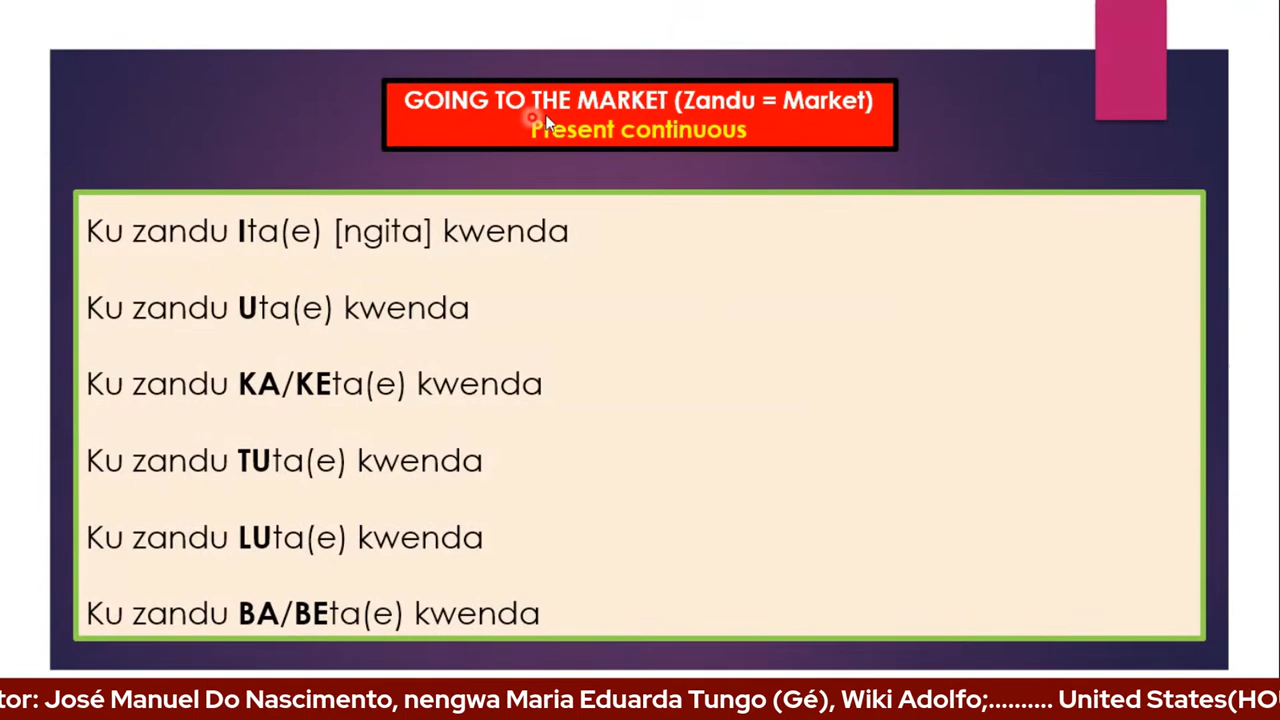 GOING TO THE MARKET (Zandu = Market)
Present continuous
Ku zandu Ita(e) [ngita] kwenda
Ku zandu Uta(e) kwenda
Ku zandu KA/KEta(e) kwenda
Ku zandu TUta(e) kwenda
Ku zandu LUta(e) kwenda
Ku zandu BA/BEta(e) kwenda
tor: José Manuel Do Nascimento, nengwa Maria Eduarda Tungo (Gé), Wiki Adolfo;.......... United States(HO